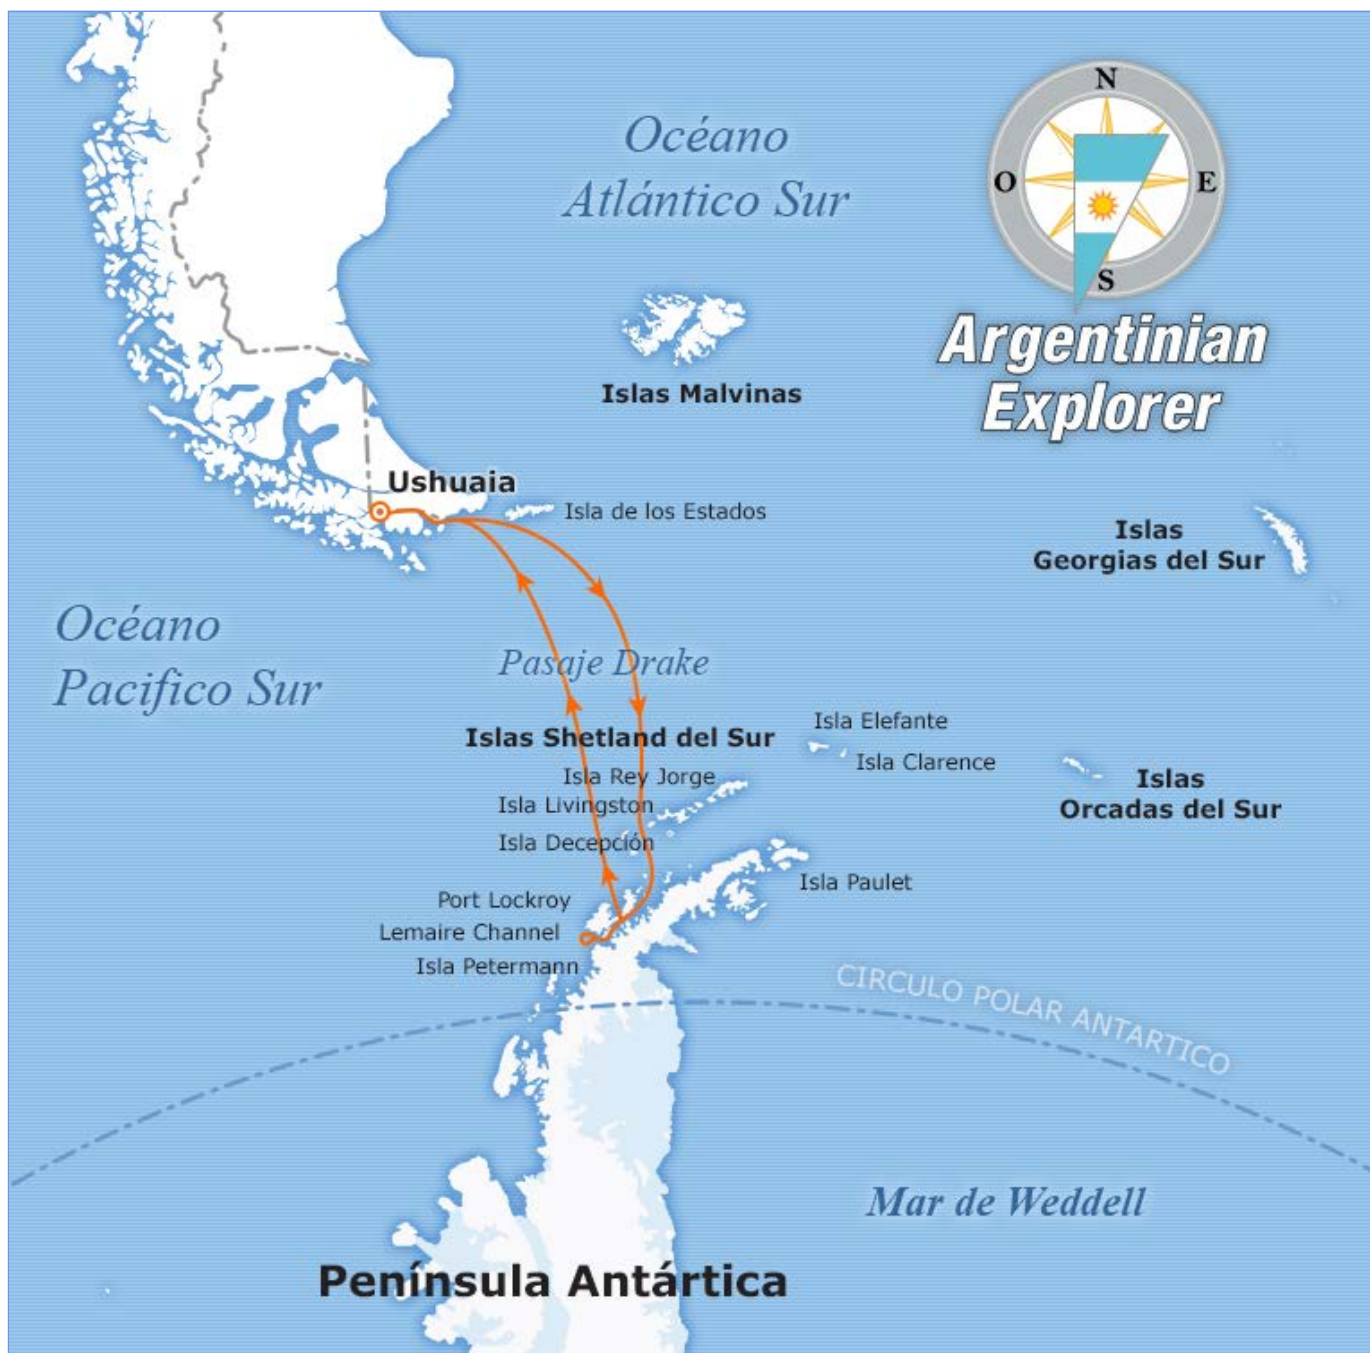 Océano
Atlántico Sur
N
O
E
S
Argentinian
Explorer
Islas Malvinas
Ushuaia
Isla de los Estados
Islas
Georgias del Sur
Océano
Pacifico Sur
Pasaje Drake
Islas Shetland del Sur
Isla Elefante
Isla Clarence
Isla Rey Jorge
Isla Livingston
Isla Decepción
Islas
Orcadas del Sur
Isla Paulet
Port Lockroy
Lemaire Channel
Isla Petermann
CIRCULO POLAR ANTARTICO
Mar de Weddell
Península Antártica